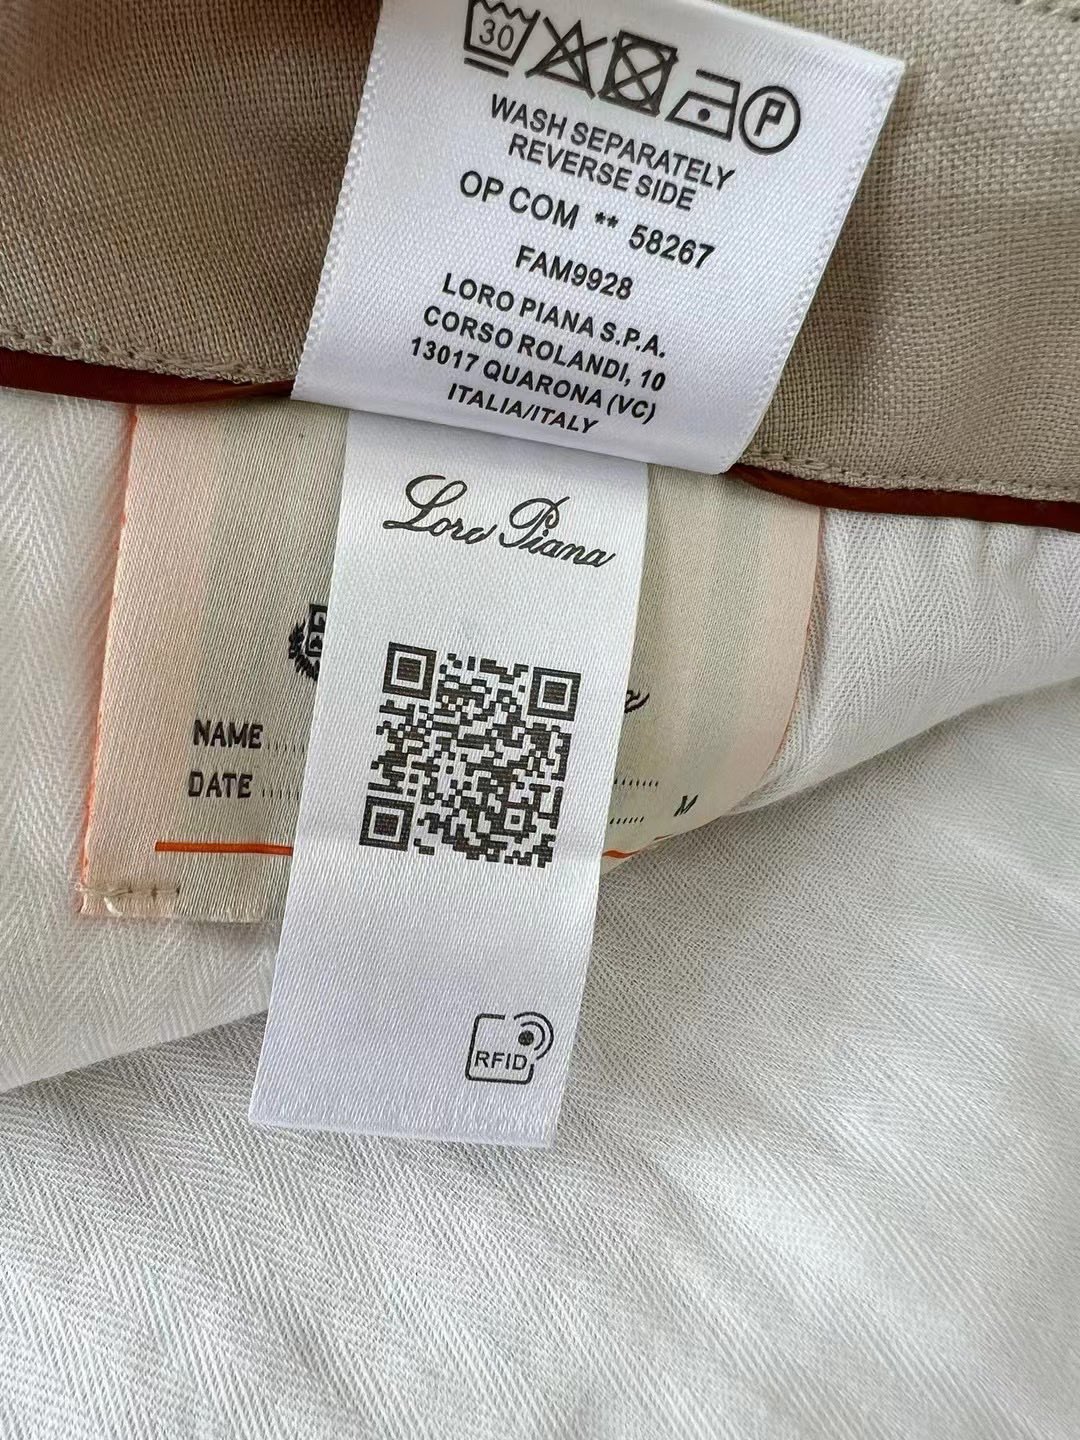 30
P
WASH SEPARATELY
REVERSE SIDE
OP COM ** 58267
FAM9928
LORO PIANA S.P.A.
CORSO ROLANDI, 10
13017 QUARONA (VC)
ITALIA/ITALY
Loro Piana
NAME
DATE
M
RFID